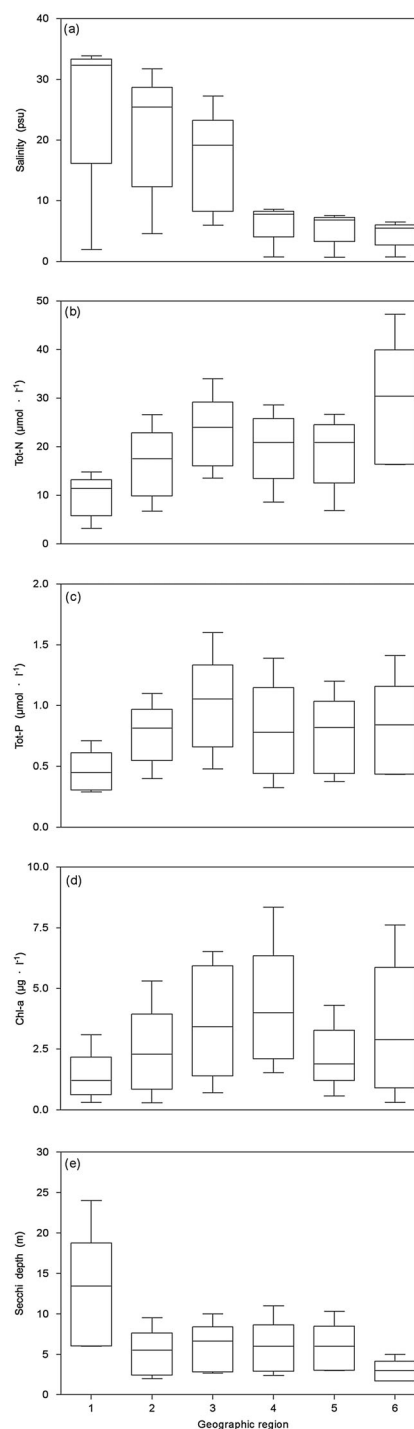 (a)
Salinity (psu)
40
30
20
10
0
(b)
Tot-N (µmol · l⁻¹)
50
40
30
20
10
0
(c)
Tot-P (µmol · l⁻¹)
2.0
1.5
1.0
0.5
0.0
(d)
Chl-a (µg · l⁻¹)
10.0
7.5
5.0
2.5
0.0
(e)
Secchi depth (m)
30
25
20
15
10
5
0
1 2 3 4 5 6
Geographic region